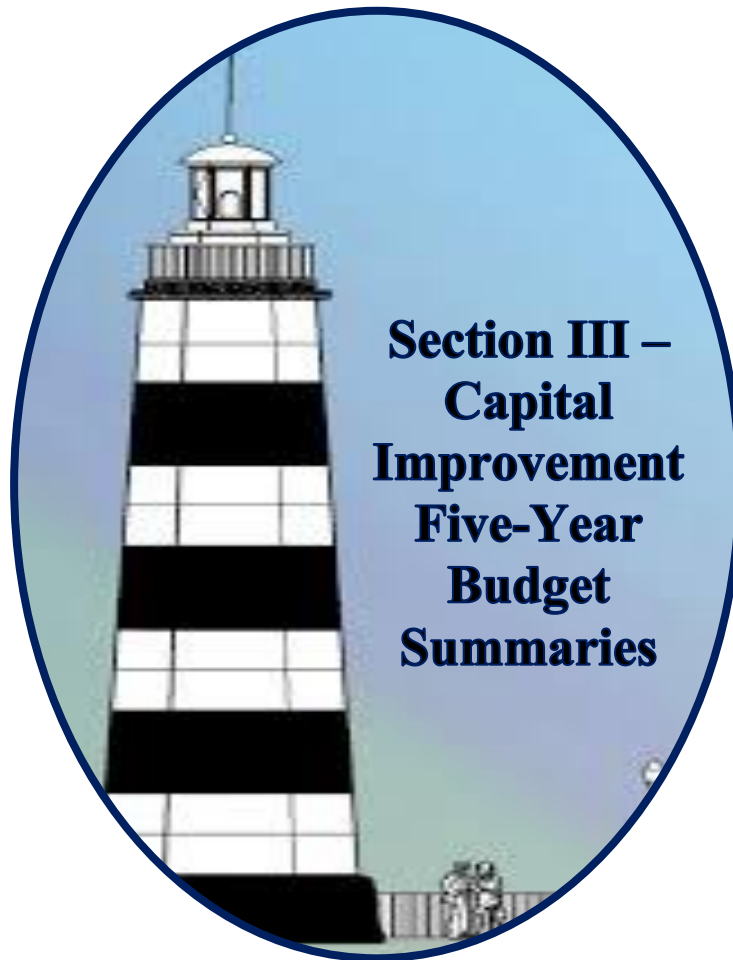 Section III –
Capital
Improvement
Five-Year
Budget
Summaries